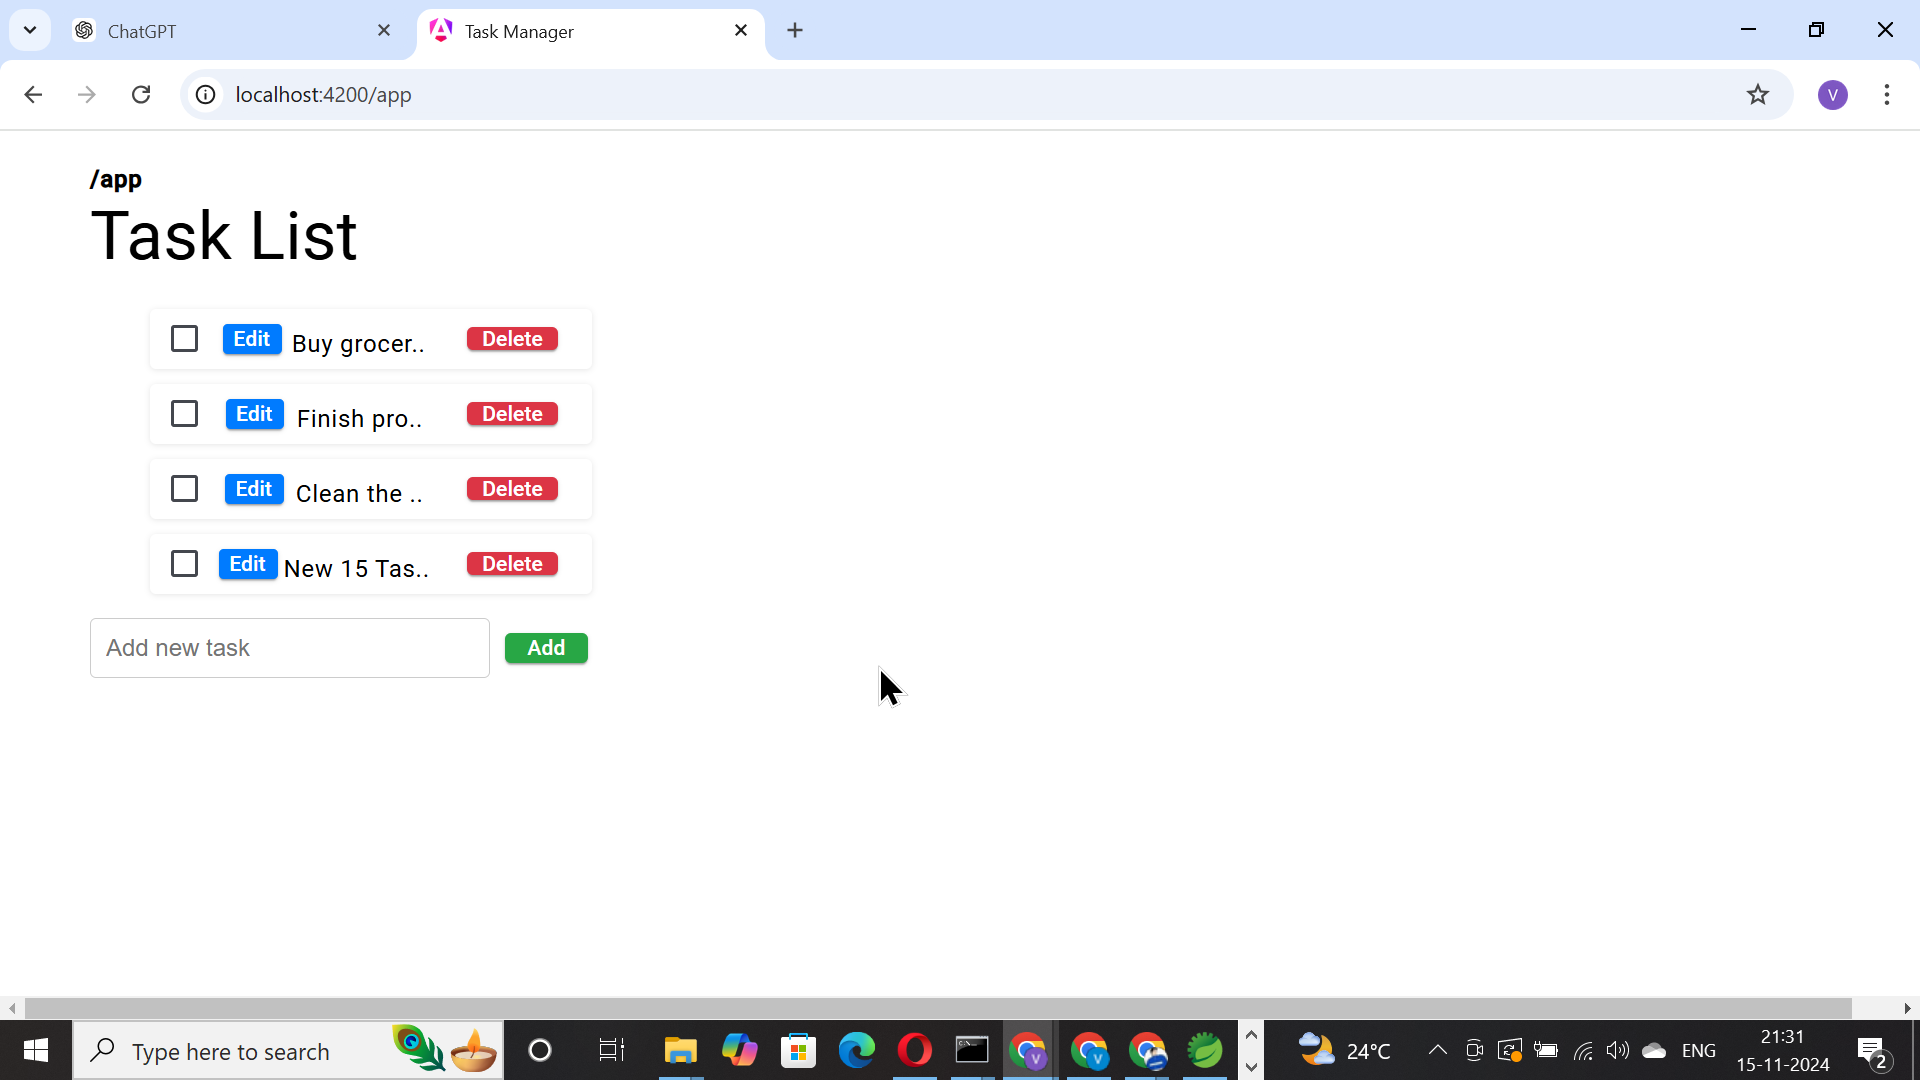 ChatGPT
Task Manager
localhost:4200/app
V
/app
Task List
Edit Buy grocer.. Delete
Edit Finish pro.. Delete
Edit Clean the .. Delete
Edit New 15 Tas.. Delete
Add new task Add
Type here to search
V
V
24°C
ENG
21:31
15-11-2024
2